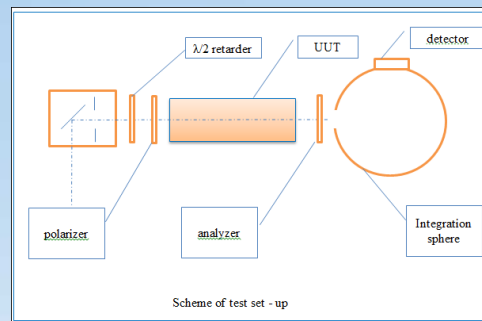 λ/2 retarder
UUT
detector
polarizer
analyzer
Integration
sphere
Scheme of test set - up